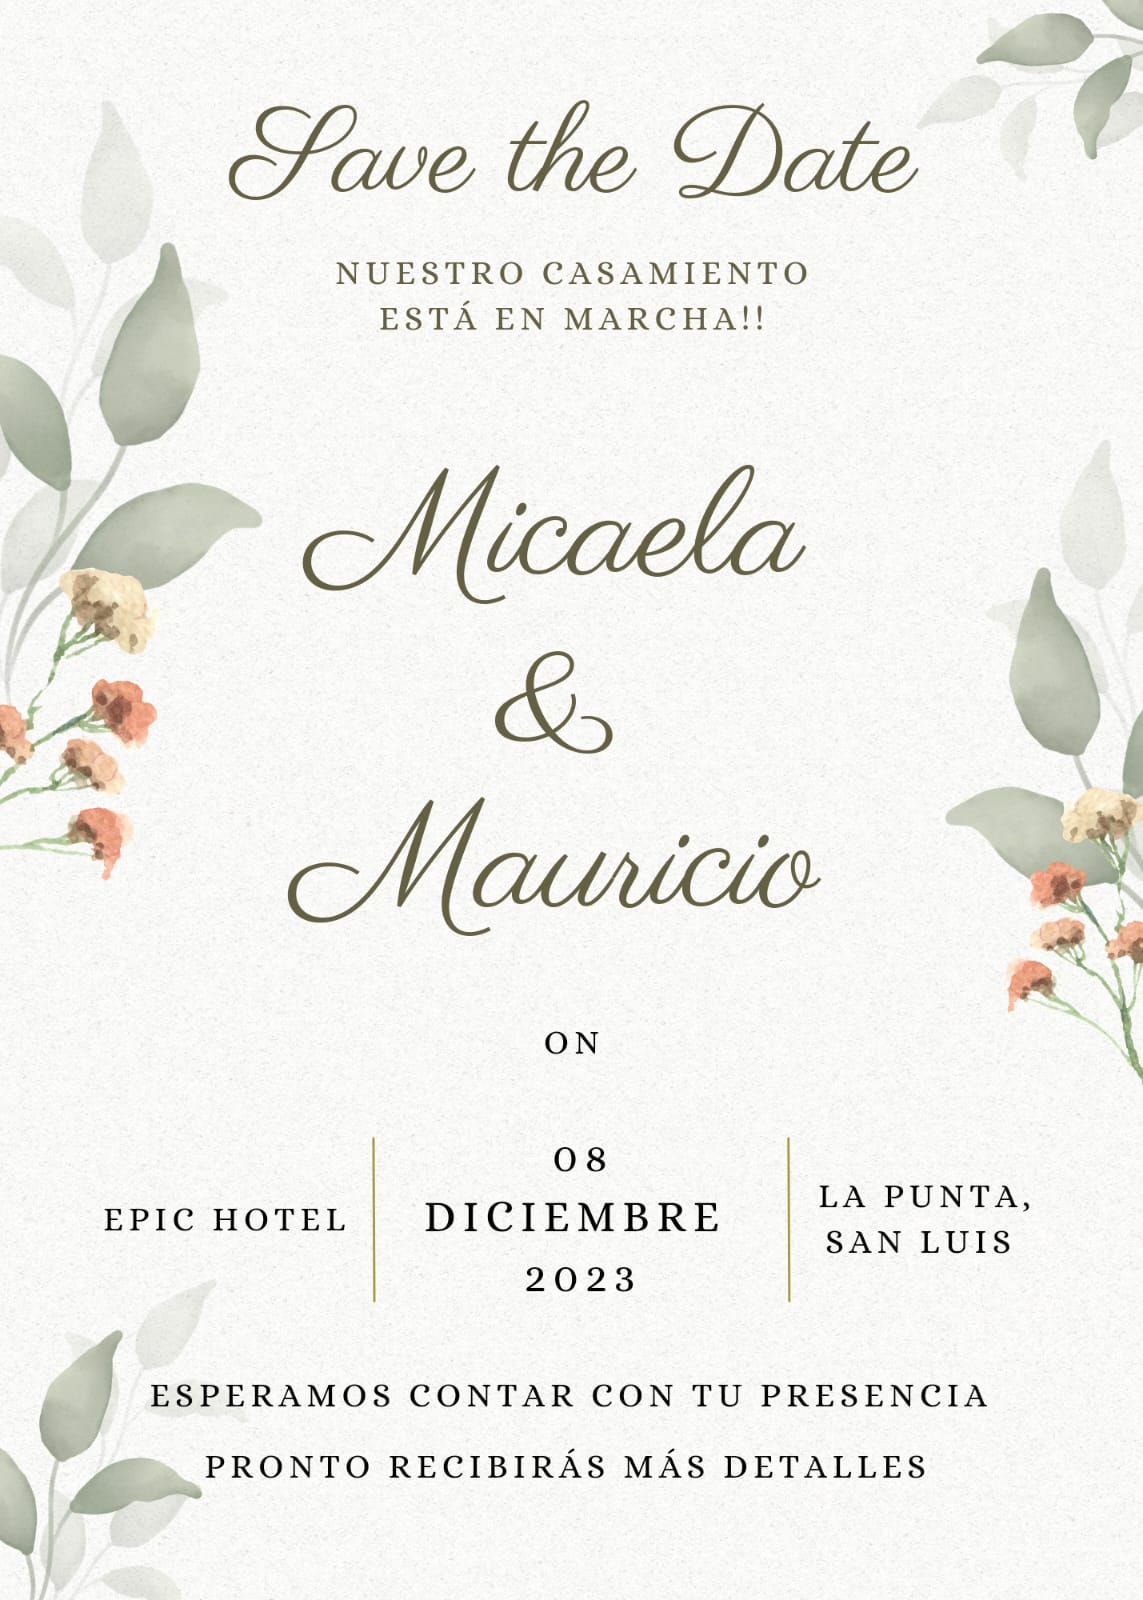 Save the Date
NUESTRO CASAMIENTO
ESTÁ EN MARCHA!!
Micaela
&
Mauricio
ON
EPIC HOTEL
08
DICIEMBRE
2023
LA PUNTA,
SAN LUIS
ESPERAMOS CONTAR CON TU PRESENCIA
PRONTO RECIBIRÁS MÁS DETALLES